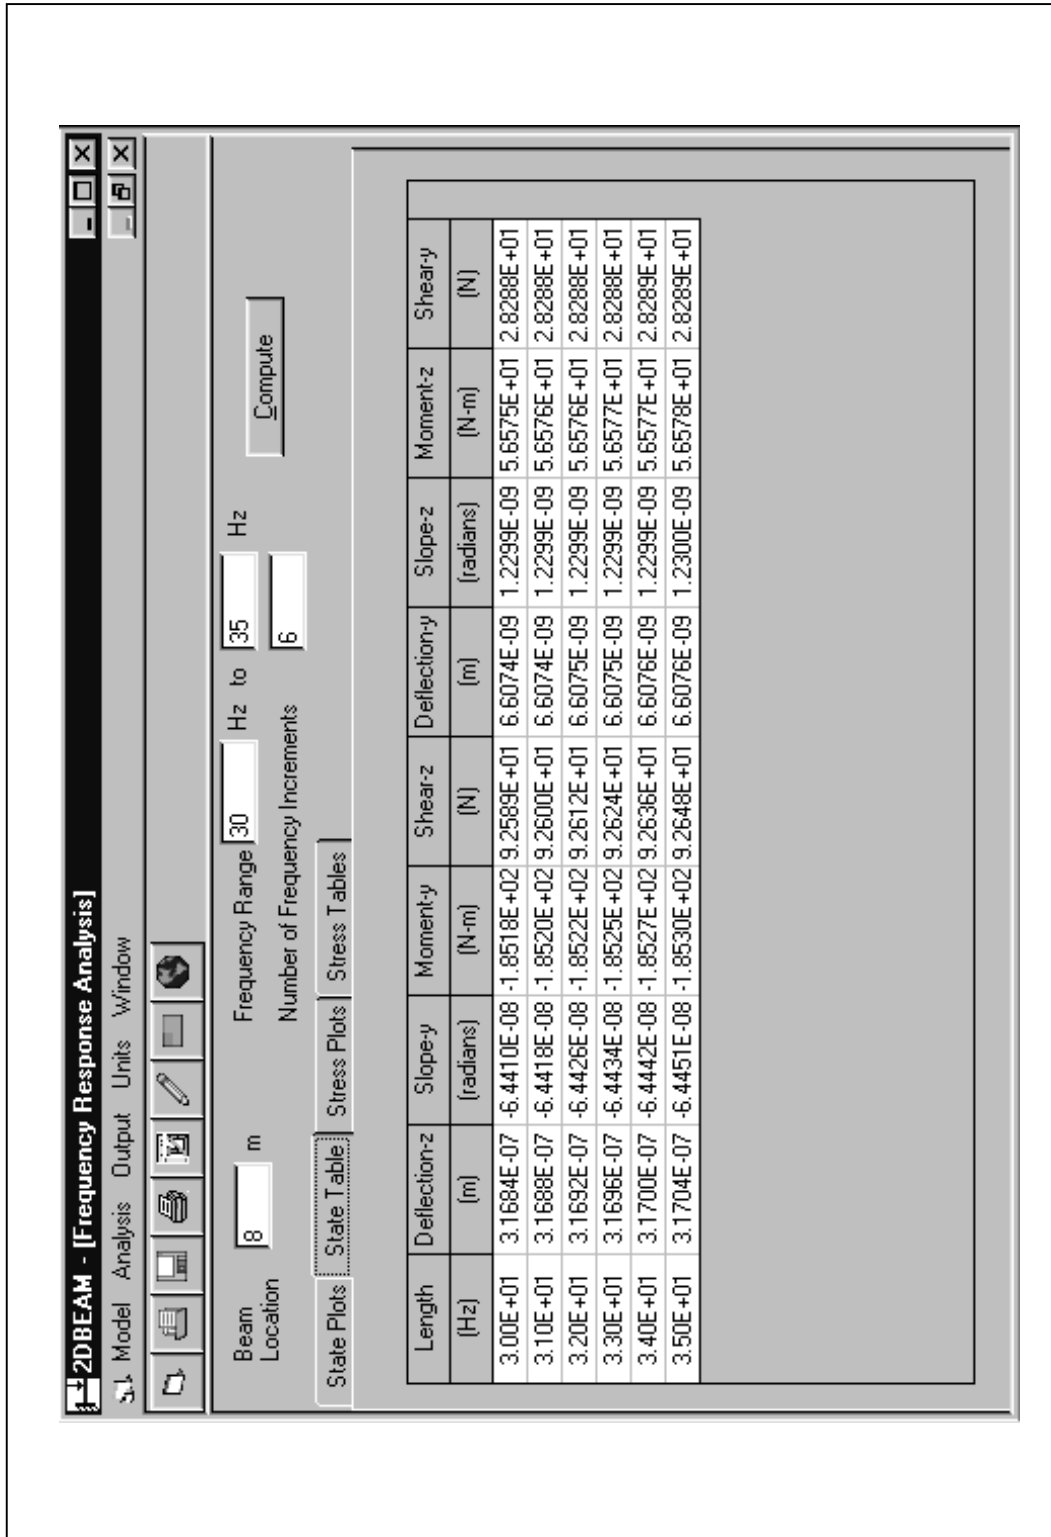 2DBEAM - [Frequency Response Analysis]
Model Analysis Output Units Window
Beam Location 8 m Frequency Range 30 Hz to 35 Hz
Number of Frequency Increments 6
Compute
State Plots State Table Stress Plots Stress Tables
Length Deflection-z Slope-y Moment-y Shear-z Deflection-y Slope-z Moment-z Shear-y
(Hz) (m) (radians) (N-m) (N) (m) (radians) (N-m) (N)
3.00E+01 3.1684E-07 -6.4410E-08 -1.8518E+02 9.2589E+01 6.6074E-09 1.2299E-09 5.6575E+01 2.8288E+01
3.10E+01 3.1688E-07 -6.4418E-08 -1.8520E+02 9.2600E+01 6.6074E-09 1.2299E-09 5.6576E+01 2.8288E+01
3.20E+01 3.1692E-07 -6.4426E-08 -1.8522E+02 9.2612E+01 6.6075E-09 1.2299E-09 5.6576E+01 2.8288E+01
3.30E+01 3.1696E-07 -6.4434E-08 -1.8525E+02 9.2624E+01 6.6075E-09 1.2299E-09 5.6577E+01 2.8288E+01
3.40E+01 3.1700E-07 -6.4442E-08 -1.8527E+02 9.2636E+01 6.6076E-09 1.2299E-09 5.6577E+01 2.8289E+01
3.50E+01 3.1704E-07 -6.4451E-08 -1.8530E+02 9.2648E+01 6.6076E-09 1.2300E-09 5.6578E+01 2.8289E+01